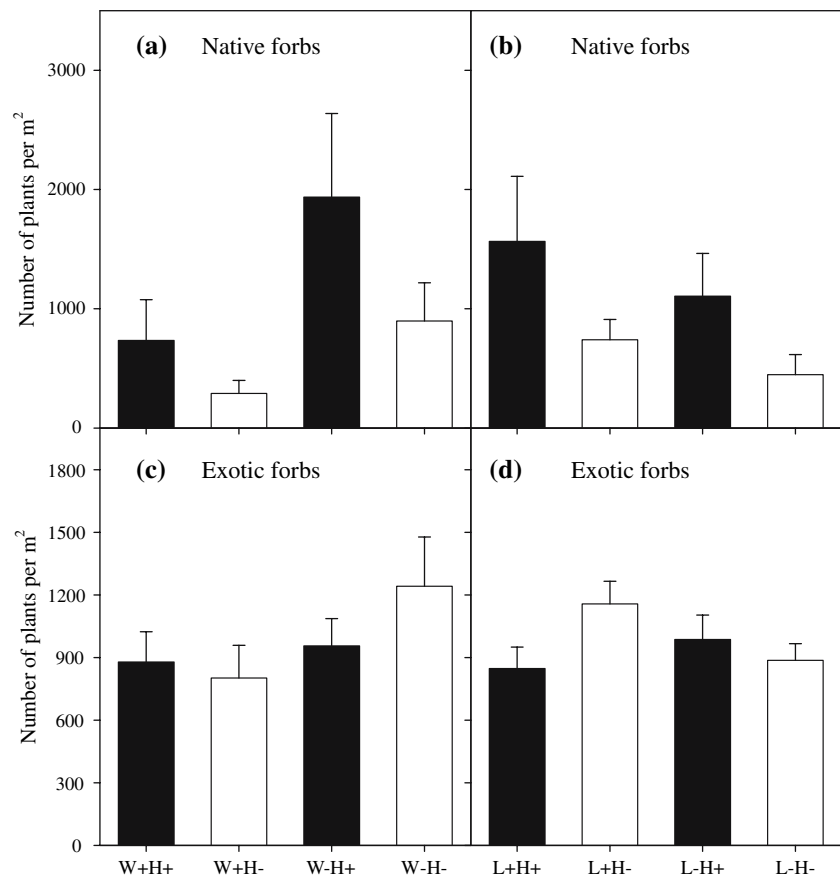 (a) Native forbs
(b) Native forbs
Number of plants per m²
3000
2000
1000
0
(c) Exotic forbs
(d) Exotic forbs
Number of plants per m²
1800
1500
1200
900
600
300
0
W+H+ W+H- W-H+ W-H- L+H+ L+H- L-H+ L-H-